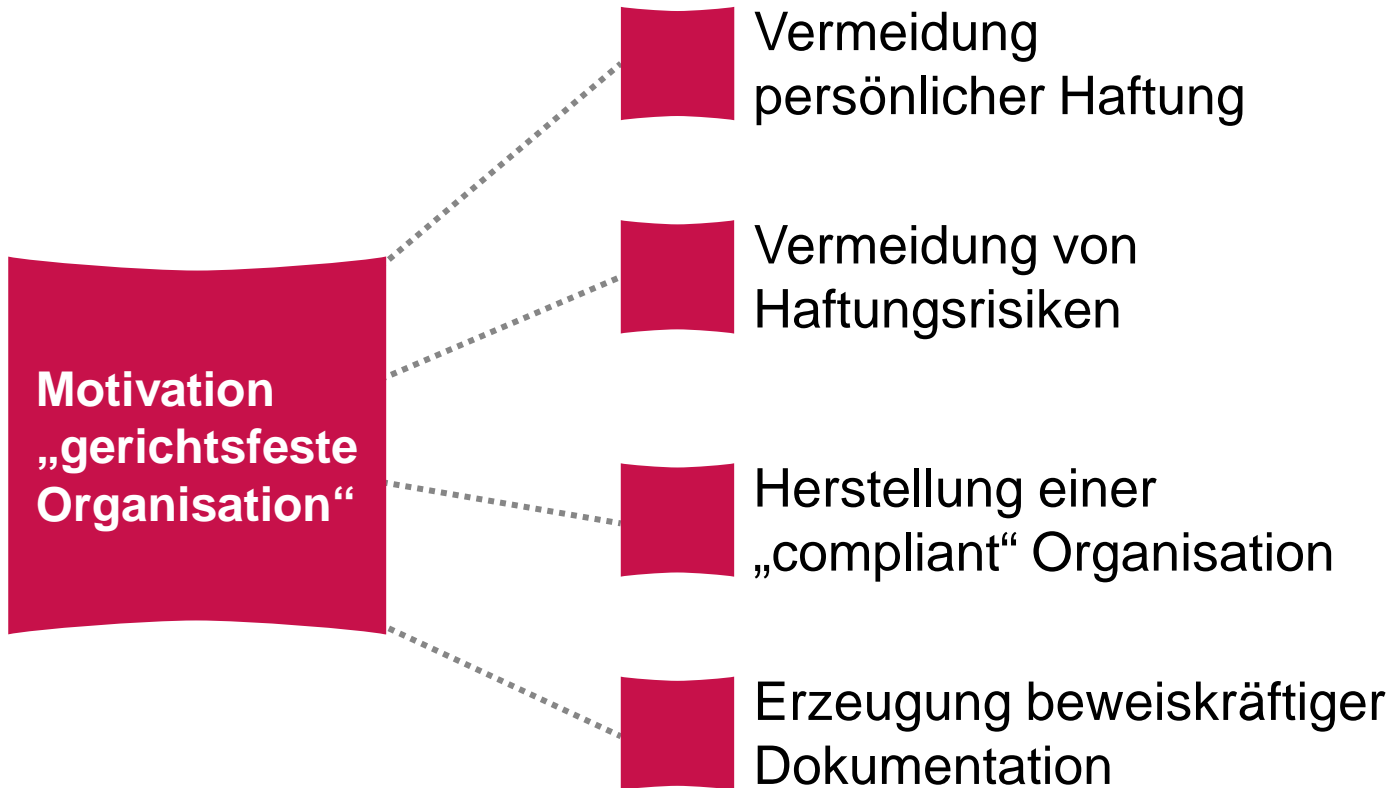 Vermeidung
persönlicher Haftung
Vermeidung von
Haftungsrisiken
Motivation
„gerichtsfeste
Organisation“
Herstellung einer
„compliant“ Organisation
Erzeugung beweiskräftiger
Dokumentation